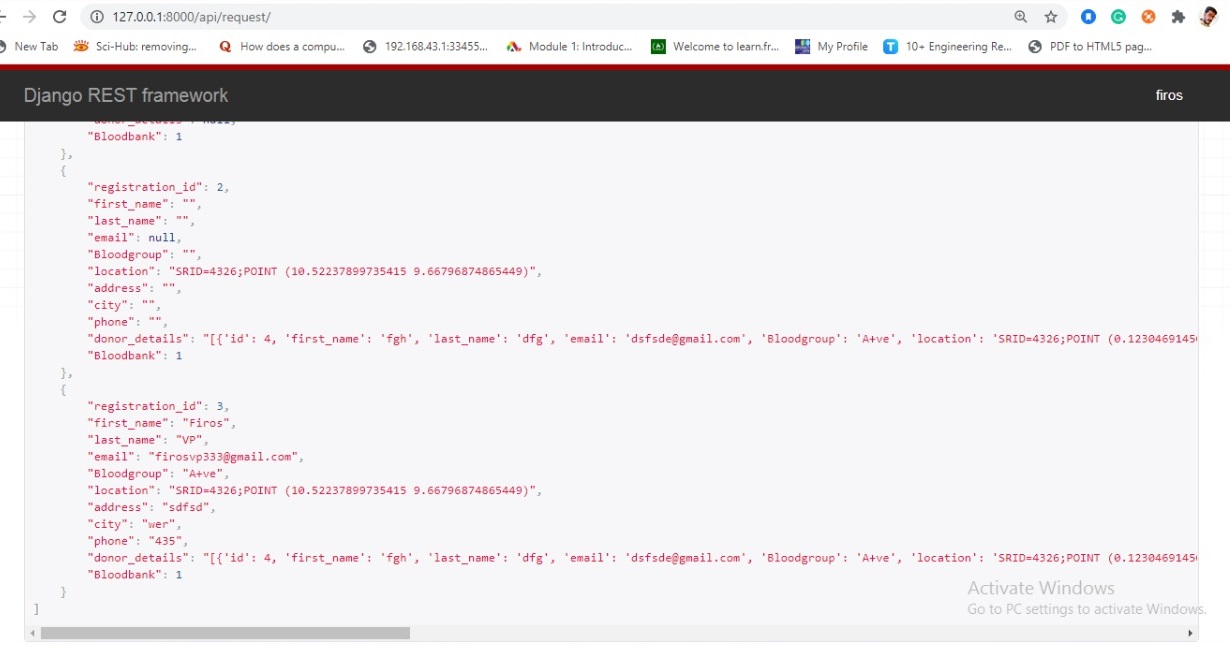 127.0.0.1:8000/api/request/
New Tab Sci-Hub: removing... How does a compu... 192.168.43.1:33455... Module 1: Introduc... Welcome to learn.fr... My Profile 10+ Engineering Re... PDF to HTML5 pag...
Django REST framework firos
"Bloodbank": 1
},
{
"registration_id": 2,
"first_name": "",
"last_name": "",
"email": null,
"Bloodgroup": "",
"location": "SRID=4326;POINT (10.52237899735415 9.66796874865449)",
"address": "",
"city": "",
"phone": "",
"donor_details": "[{'id': 4, 'first_name': 'fgh', 'last_name': 'dfg', 'email': 'dsfsde@gmail.com', 'Bloodgroup': 'A+ve', 'location': 'SRID=4326;POINT (0.1230469145
"Bloodbank": 1
},
{
"registration_id": 3,
"first_name": "Firos",
"last_name": "VP",
"email": "firosvp333@gmail.com",
"Bloodgroup": "A+ve",
"location": "SRID=4326;POINT (10.52237899735415 9.66796874865449)",
"address": "sdfsd",
"city": "wer",
"phone": "435",
"donor_details": "[{'id': 4, 'first_name': 'fgh', 'last_name': 'dfg', 'email': 'dsfsde@gmail.com', 'Bloodgroup': 'A+ve', 'location': 'SRID=4326;POINT (0.1230469145
"Bloodbank": 1
}
]
Activate Windows
Go to PC settings to activate Windows.